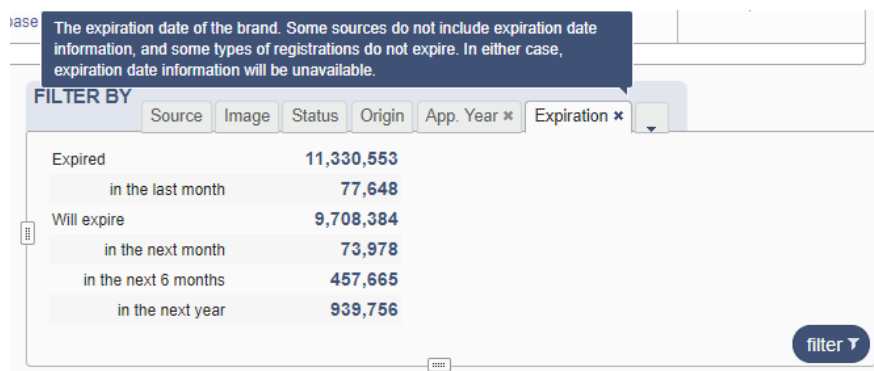 The expiration date of the brand. Some sources do not include expiration date
information, and some types of registrations do not expire. In either case,
expiration date information will be unavailable.
FILTER BY
Source Image Status Origin App. Year × Expiration ×
Expired 11,330,553
in the last month 77,648
Will expire 9,708,384
in the next month 73,978
in the next 6 months 457,665
in the next year 939,756
filter